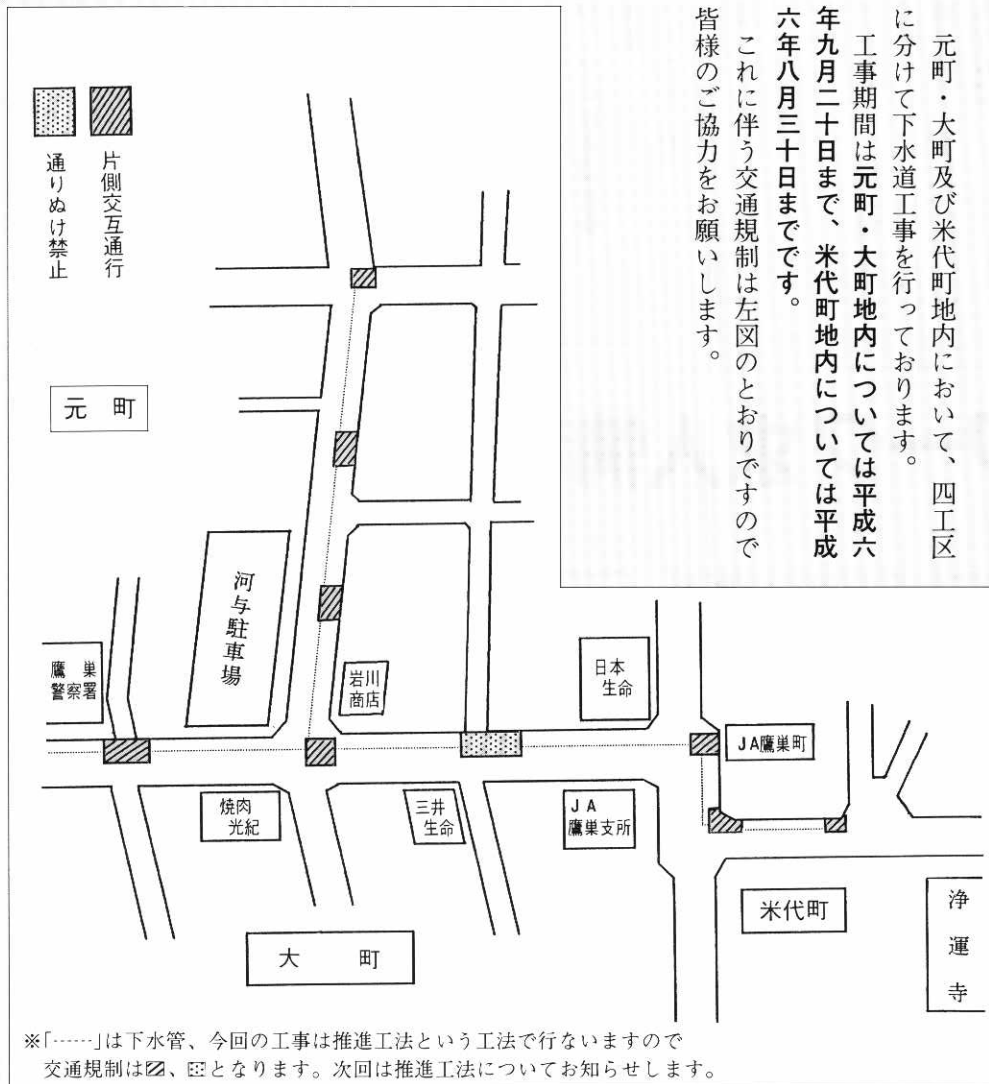 元町・大町及び米代町地内において、四工区
に分けて下水道工事を行っております。
工事期間は元町・大町地内については平成六
年九月二十日まで、米代町地内については平成
六年八月三十日までです。
これに伴う交通規制は左図のとおりですので
皆様のご協力をお願いします。
片側交互通行
通りぬけ禁止
元町
河与駐車場
鷹巣
警察署
岩川
商店
日本
生命
JA鷹巣町
焼肉
光紀
三井
生命
JA
鷹巣支所
米代町
浄運寺
大町
※「……」は下水管、今回の工事は推進工法という工法で行ないますので
交通規制は▨、▒となります。次回は推進工法についてお知らせします。